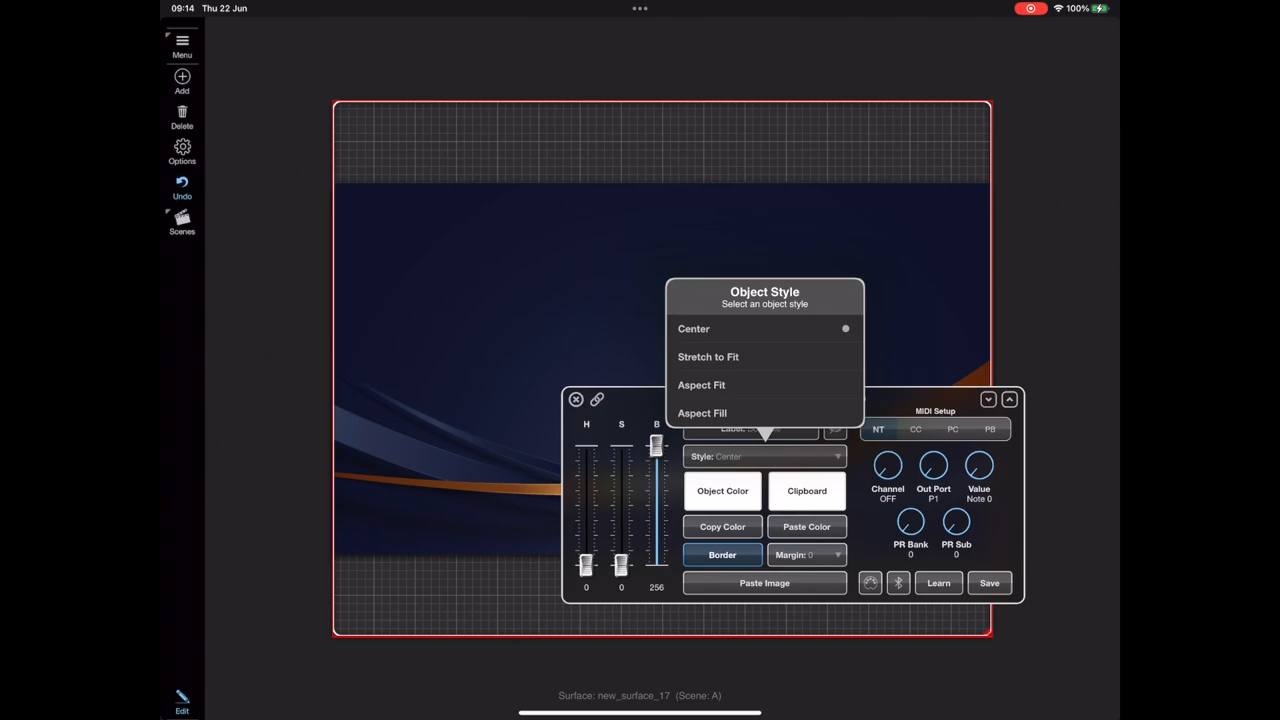 09:14 Thu 22 Jun
100%
Menu
Add
Delete
Options
Undo
Scenes
Edit
Object Style
Select an object style
Center
Stretch to Fit
Aspect Fit
Aspect Fill
H S B
0 0 256
Style: Center
Object Color Clipboard
Copy Color Paste Color
Border Margin: 0
Paste Image
MIDI Setup
NT CC PC PB
Channel Out Port Value
OFF P1 Note 0
PR Bank PR Sub
0 0
Learn Save
Surface: new_surface_17 (Scene: A)